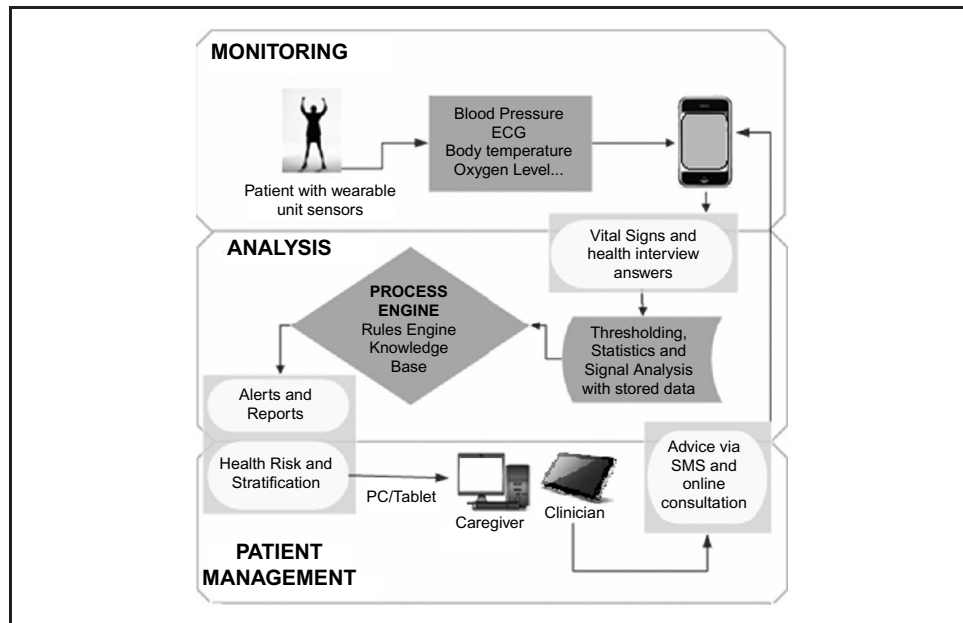 MONITORING
Blood Pressure
ECG
Body temperature
Oxygen Level...
Patient with wearable
unit sensors
Vital Signs and
health interview
answers
ANALYSIS
PROCESS
ENGINE
Rules Engine
Knowledge
Base
Thresholding,
Statistics and
Signal Analysis
with stored data
Alerts and
Reports
Health Risk and
Stratification
PC/Tablet
Caregiver
Clinician
Advice via
SMS and
online
consultation
PATIENT
MANAGEMENT